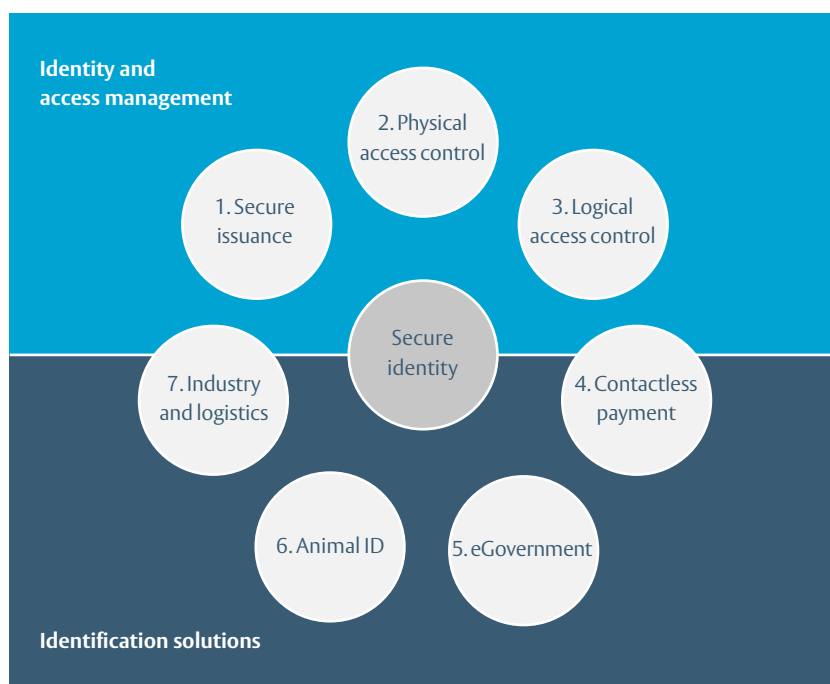 Identity and
access management
2. Physical
access control
1. Secure
issuance
3. Logical
access control
Secure
identity
7. Industry
and logistics
4. Contactless
payment
6. Animal ID
5. eGovernment
Identification solutions